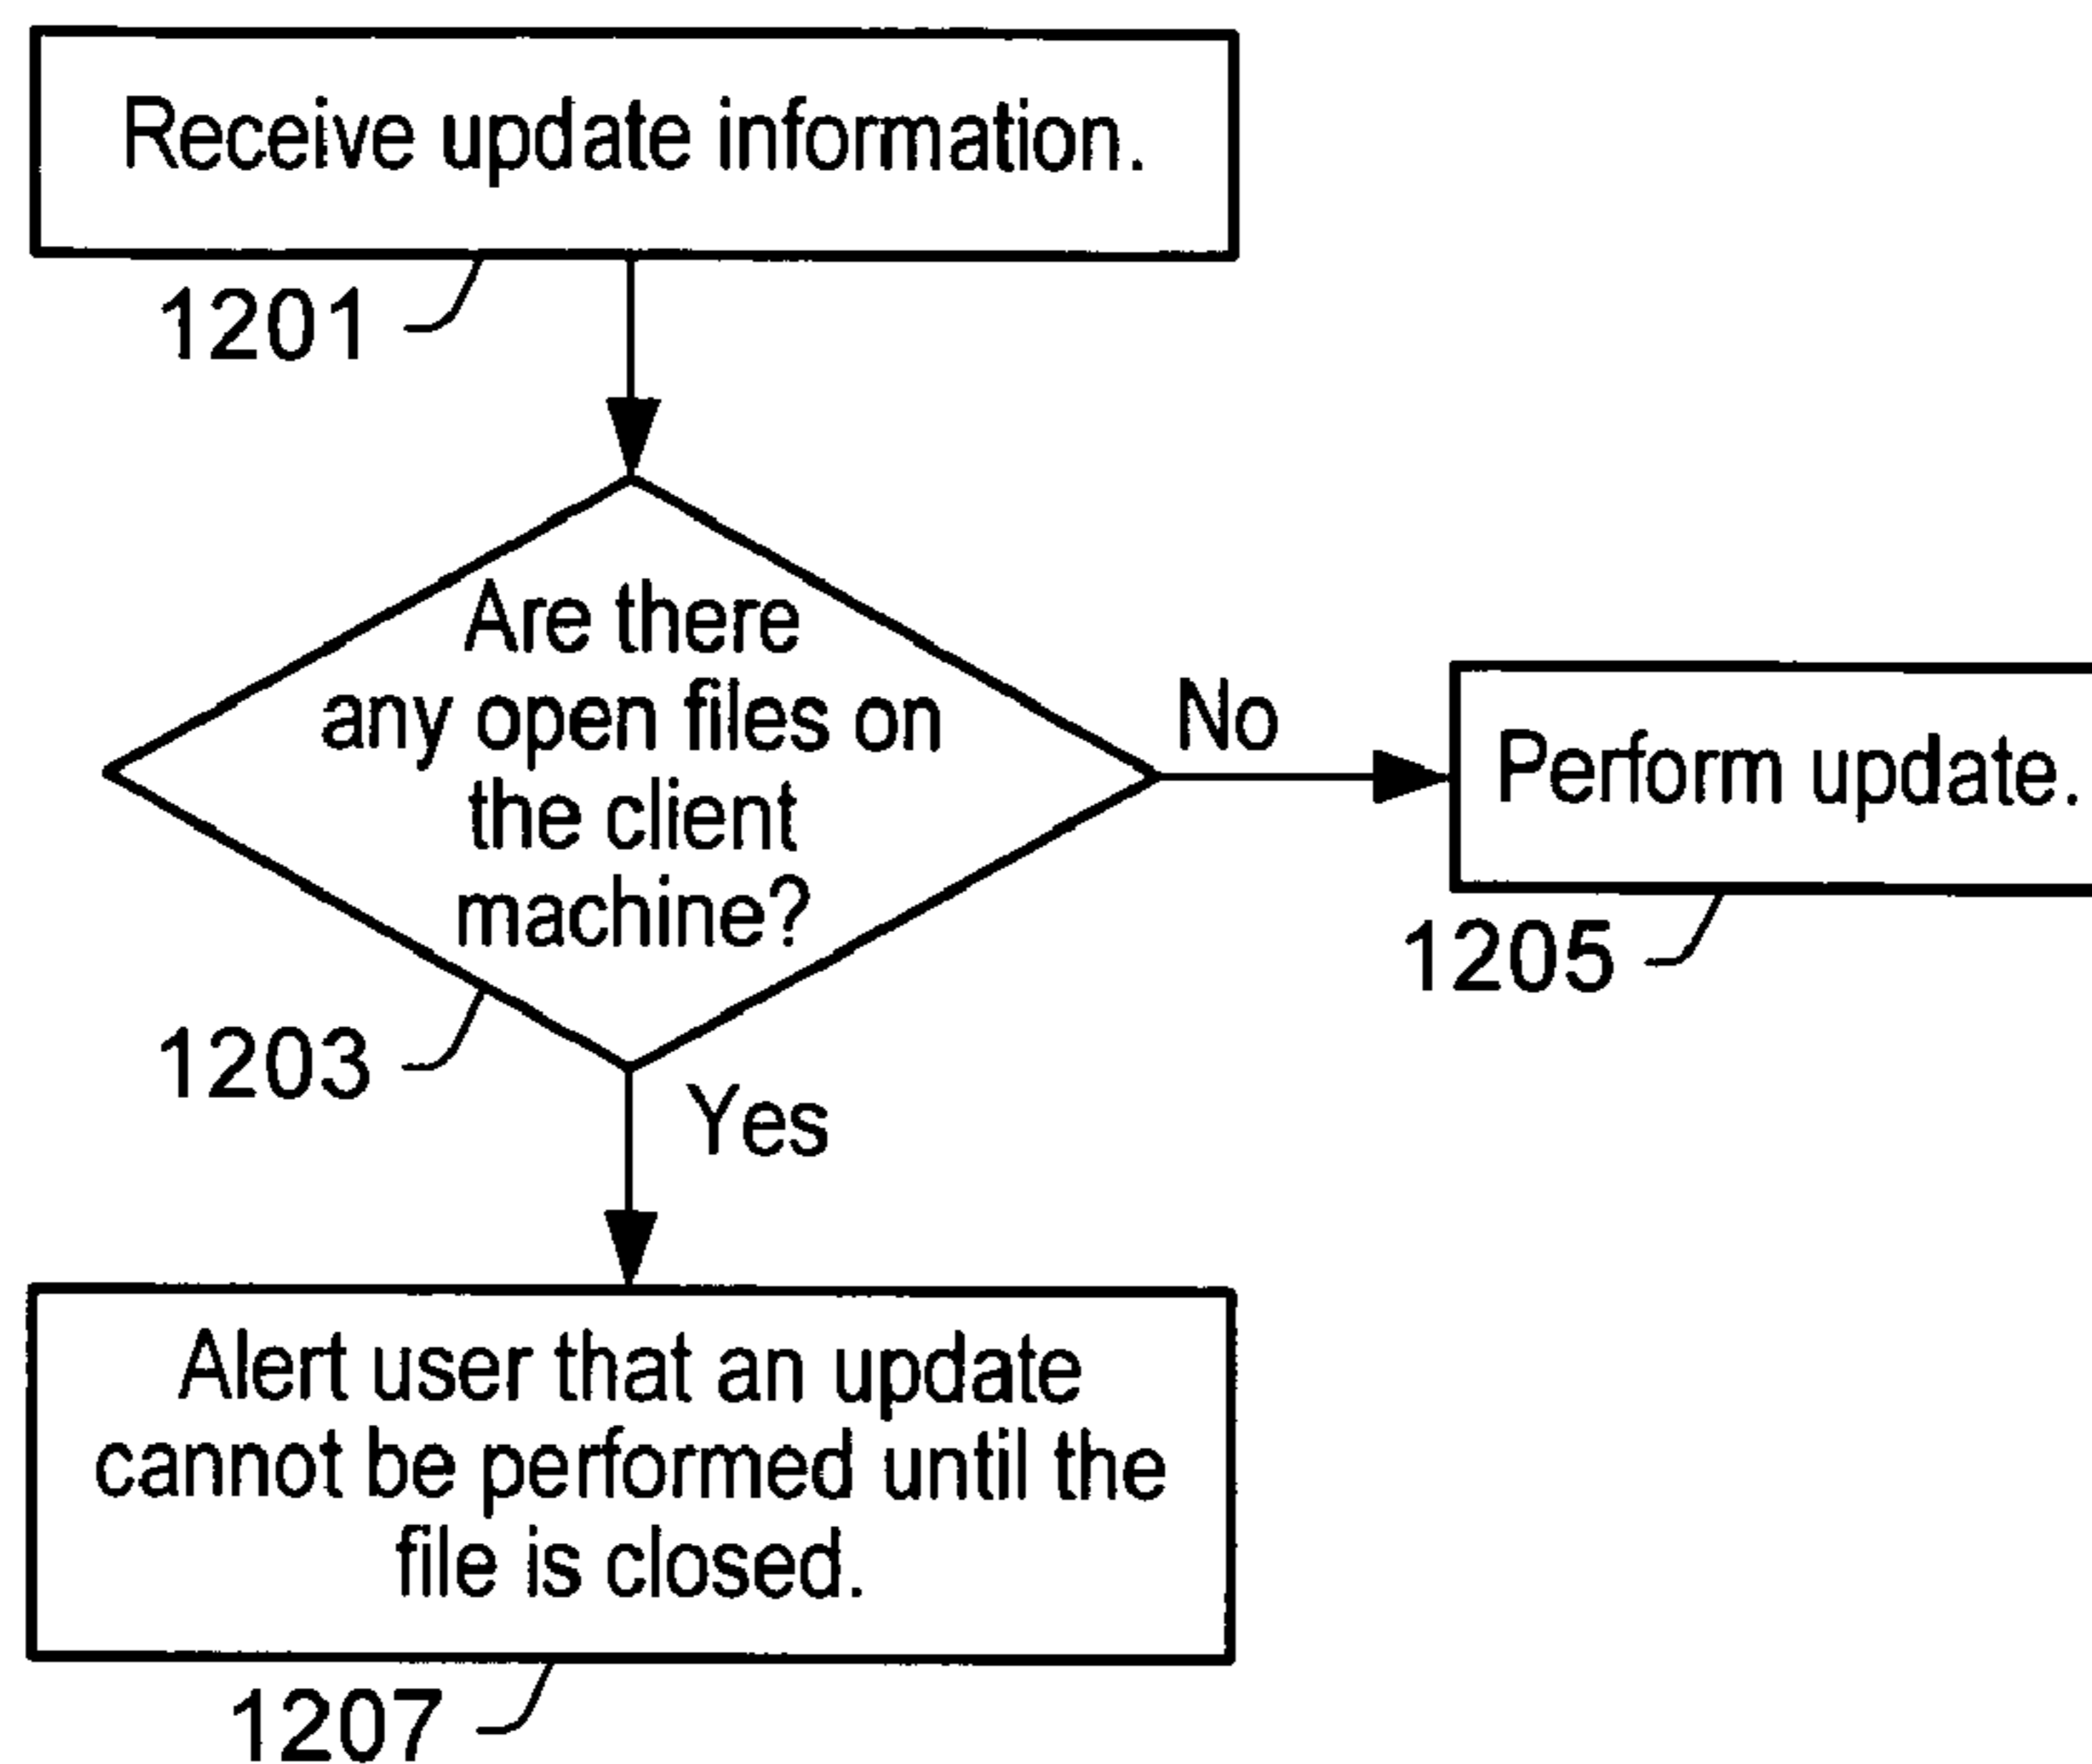 Receive update information.
1201
Are there
any open files on
the client
machine?
No
Perform update.
1205
1203
Yes
Alert user that an update
cannot be performed until the
file is closed.
1207